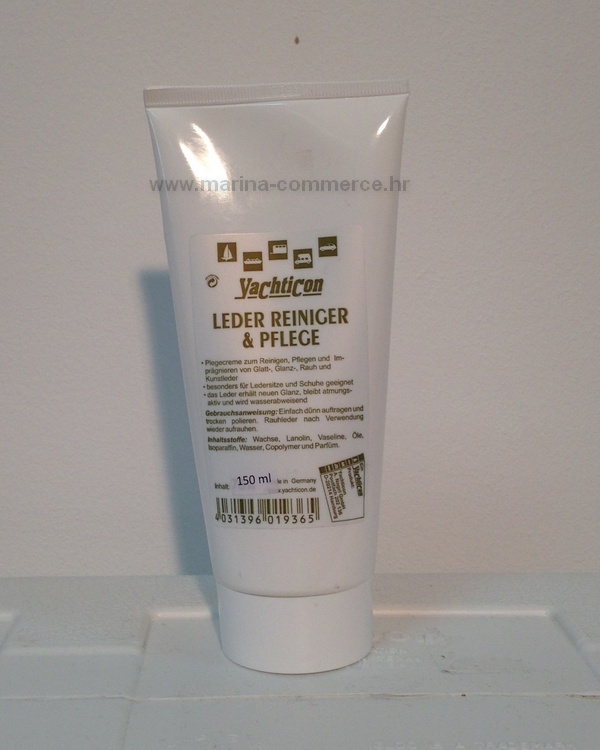 www.marina-commerce.hr
Yachticon
LEDER REINIGER
& PFLEGE
• Plegecreme zum Reinigen, Pflegen und Im-
prägnieren von Glatt-, Glanz-, Rauh und
Kunstleder
• besonders für Ledersitze und Schuhe geeignet
• das Leder erhält neuen Glanz, bleibt atmungs-
aktiv und wird wasserabweisend
Gebrauchsanweisung: Einfach dünn auftragen und
trocken polieren. Rauhleder nach Verwendung
wieder aufrauhen.
Inhaltsstoffe: Wachse, Lanolin, Vaseline, Öle,
Isoparaffin, Wasser, Copolymer und Parfüm.
Inhalt: 150 ml in Germany
yachticon.de
4 031396 019365
Yachticon